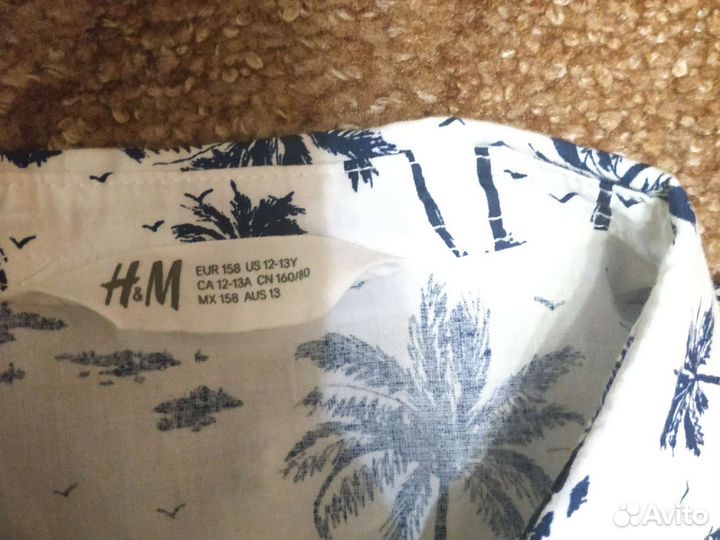 H&M
EUR 158 US 12-13Y
CA 12-13A CN 160/80
MX 158 AUS 13
Avito